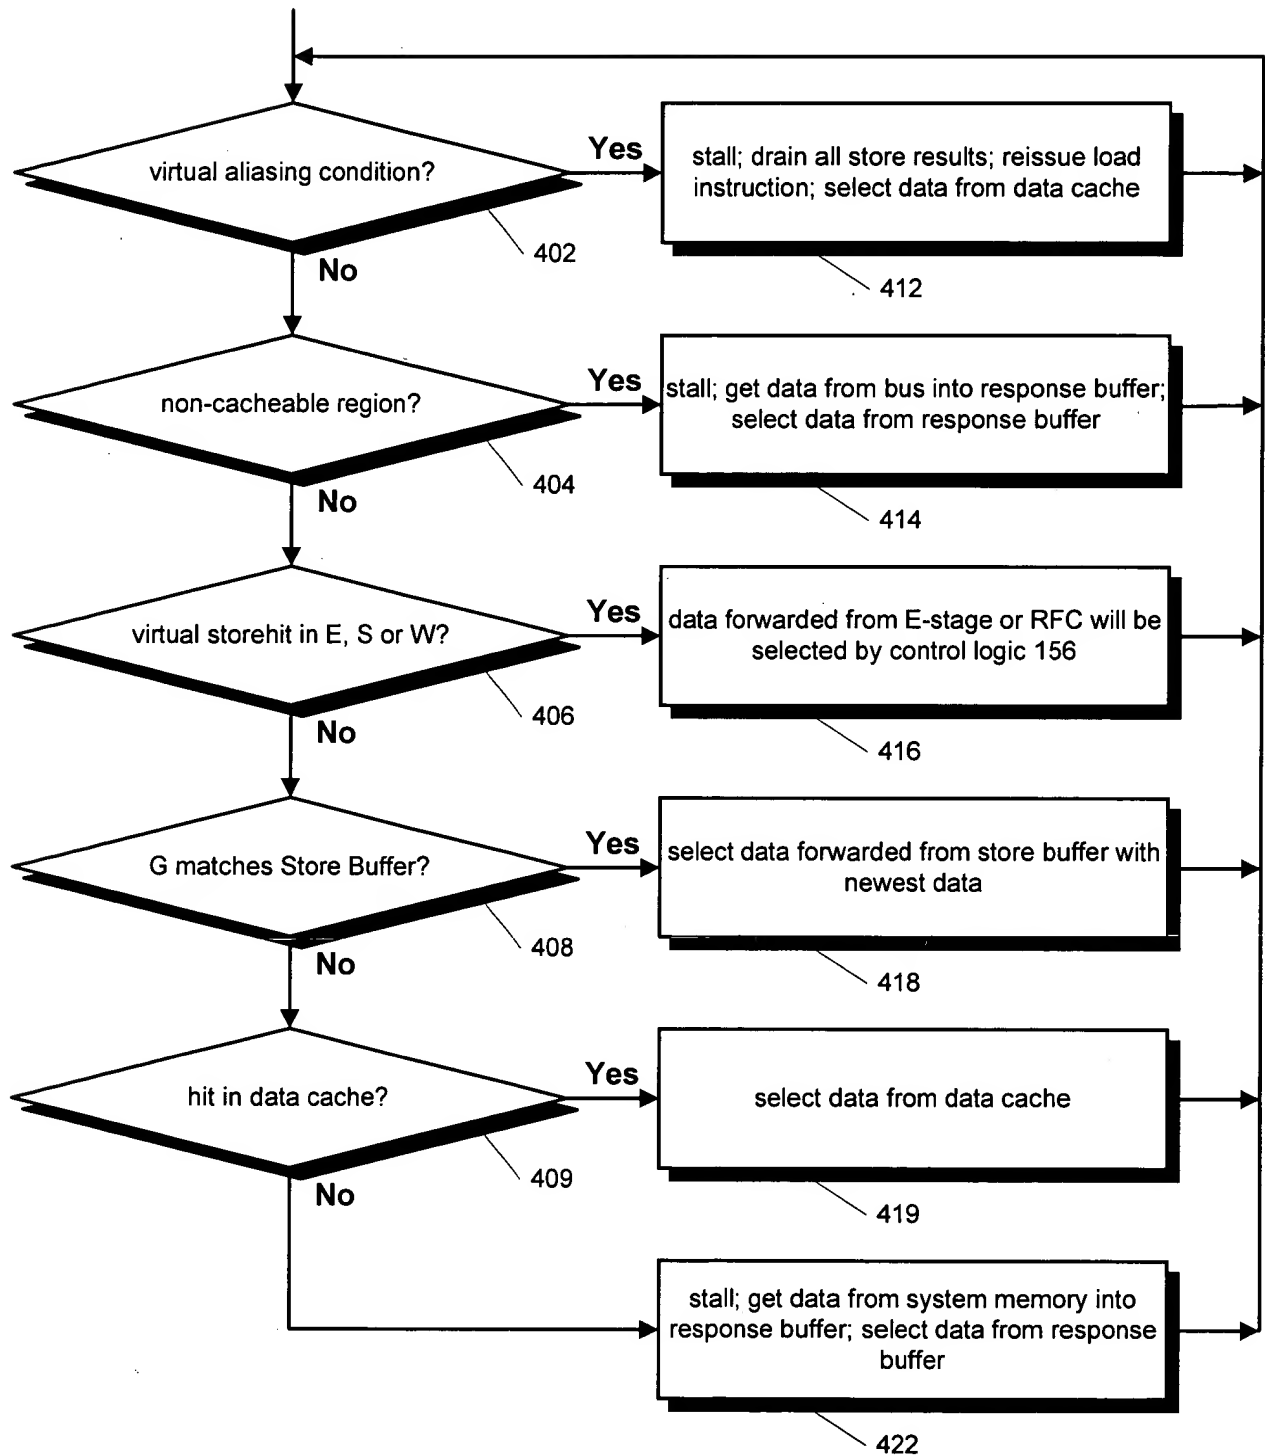 virtual aliasing condition?
Yes
stall; drain all store results; reissue load
instruction; select data from data cache
402
No
412
non-cacheable region?
Yes
stall; get data from bus into response buffer;
select data from response buffer
404
No
414
virtual storehit in E, S or W?
Yes
data forwarded from E-stage or RFC will be
selected by control logic 156
406
No
416
G matches Store Buffer?
Yes
select data forwarded from store buffer with
newest data
408
No
418
hit in data cache?
Yes
select data from data cache
409
No
419
stall; get data from system memory into
response buffer; select data from response
buffer
422